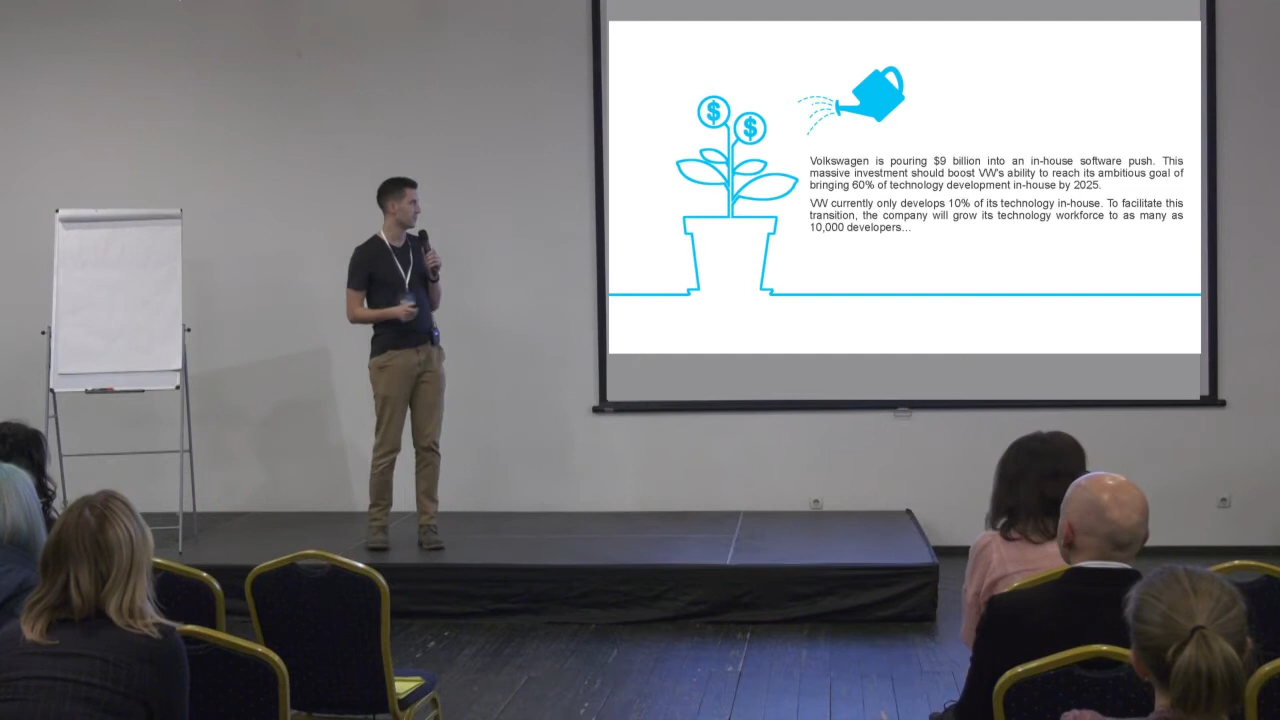 $
$
Volkswagen is pouring $9 billion into an in-house software push. This
massive investment should boost VW's ability to reach its ambitious goal of
bringing 60% of technology development in-house by 2025.
VW currently only develops 10% of its technology in-house. To facilitate this
transition, the company will grow its technology workforce to as many as
10,000 developers…